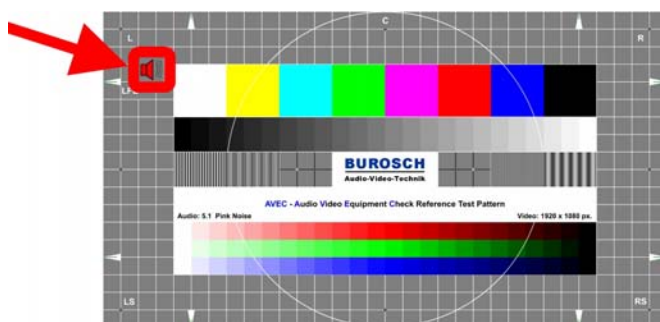 C
L
R
BUROSCH
Audio-Video-Technik
AVEC - Audio Video Equipment Check Reference Test Pattern
Audio: 5.1 Pink Noise
Video: 1920 x 1080 px.
LS
RS